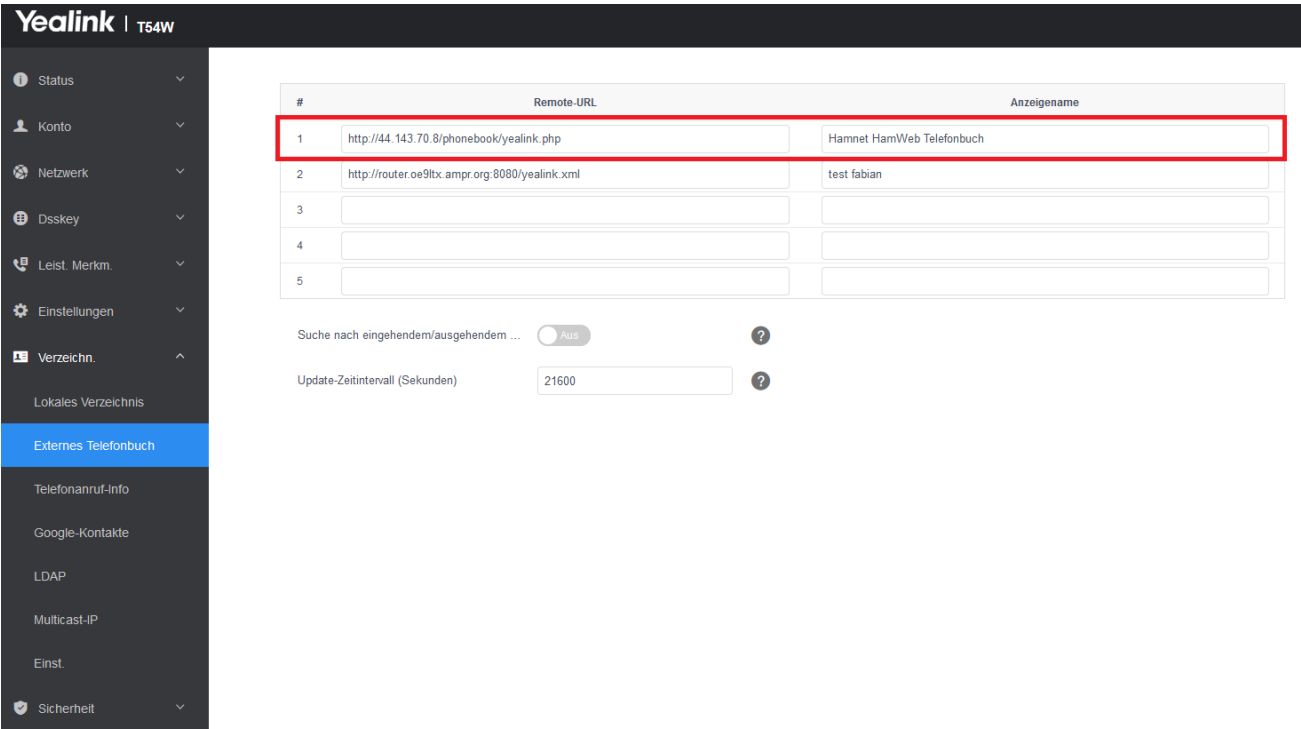 Yealink | T54W
Status
Konto
Netzwerk
Dsskey
Leist. Merkm.
Einstellungen
Verzeichn.
Lokales Verzeichnis
Externes Telefonbuch
Telefonanruf-Info
Google-Kontakte
LDAP
Multicast-IP
Einst.
Sicherheit
# Remote-URL Anzeigename
1 http://44.143.70.8/phonebook/yealink.php Hamnet HamWeb Telefonbuch
2 http://router.oe9ltx.ampr.org:8080/yealink.xml test fabian
3
4
5
Suche nach eingehendem/ausgehendem ... Aus ?
Update-Zeitintervall (Sekunden) 21600 ?